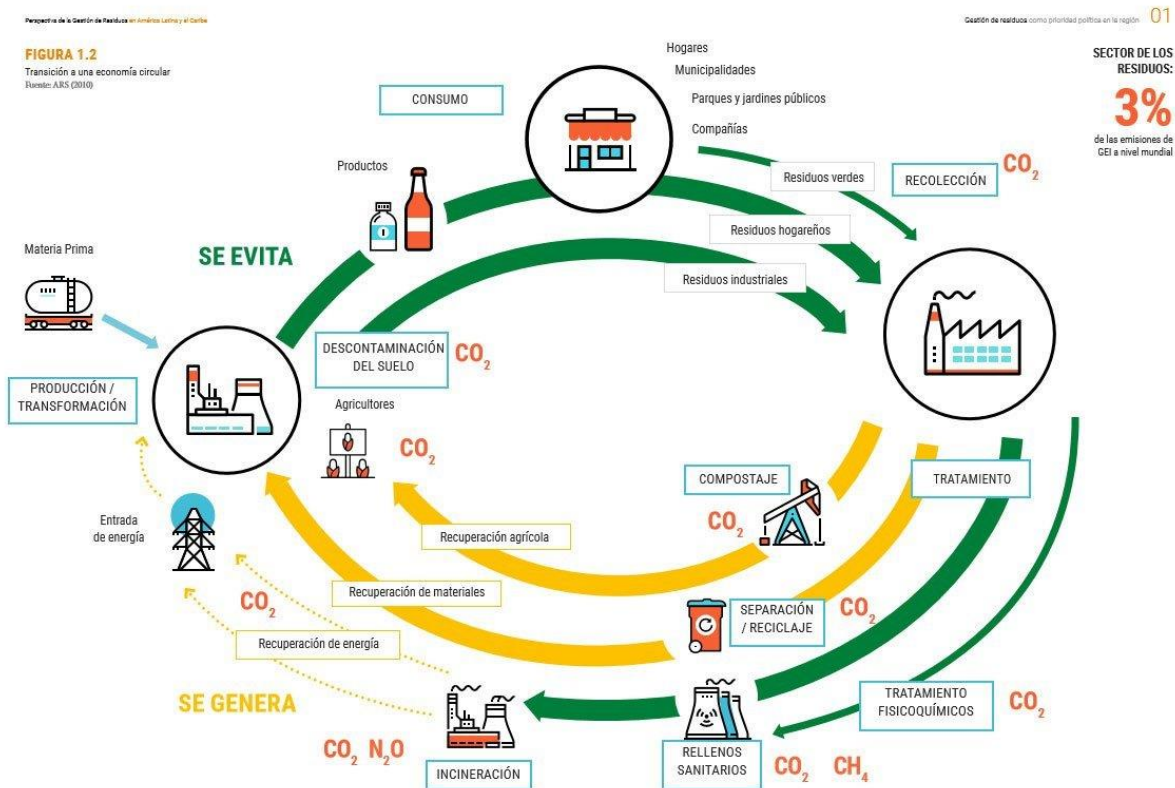 Perspectiva de la Gestión de Residuos en América Latina y el Caribe
Gestión de residuos como prioridad política en la región 01
FIGURA 1.2
Transición a una economía circular
Fuente: ARS (2010)
SECTOR DE LOS
RESIDUOS:
3%
de las emisiones de
GEI a nivel mundial
Hogares
Municipalidades
Parques y jardines públicos
Compañías
CONSUMO
Productos
Residuos verdes
RECOLECCIÓN
CO2
Residuos hogareños
Residuos industriales
SE EVITA
Materia Prima
PRODUCCIÓN /
TRANSFORMACIÓN
DESCONTAMINACIÓN
DEL SUELO
CO2
Agricultores
CO2
COMPOSTAJE
CO2
TRATAMIENTO
Entrada
de energía
Recuperación agrícola
Recuperación de materiales
CO2
Recuperación de energía
SEPARACIÓN
/ RECICLAJE
CO2
SE GENERA
TRATAMIENTO
FISICOQUÍMICOS
CO2
CO2 N2O
INCINERACIÓN
RELLENOS
SANITARIOS
CO2 CH4